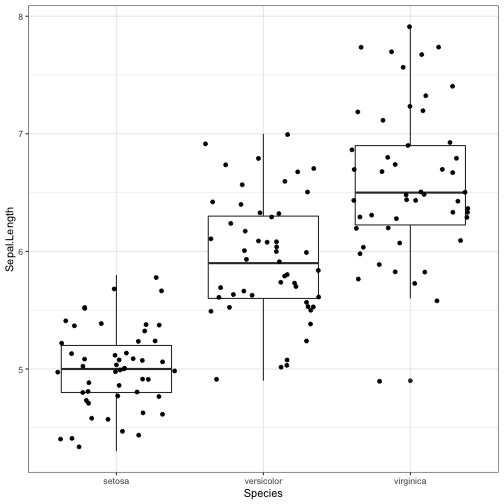 8
7
6
5
Sepal.Length
setosa
versicolor
virginica
Species